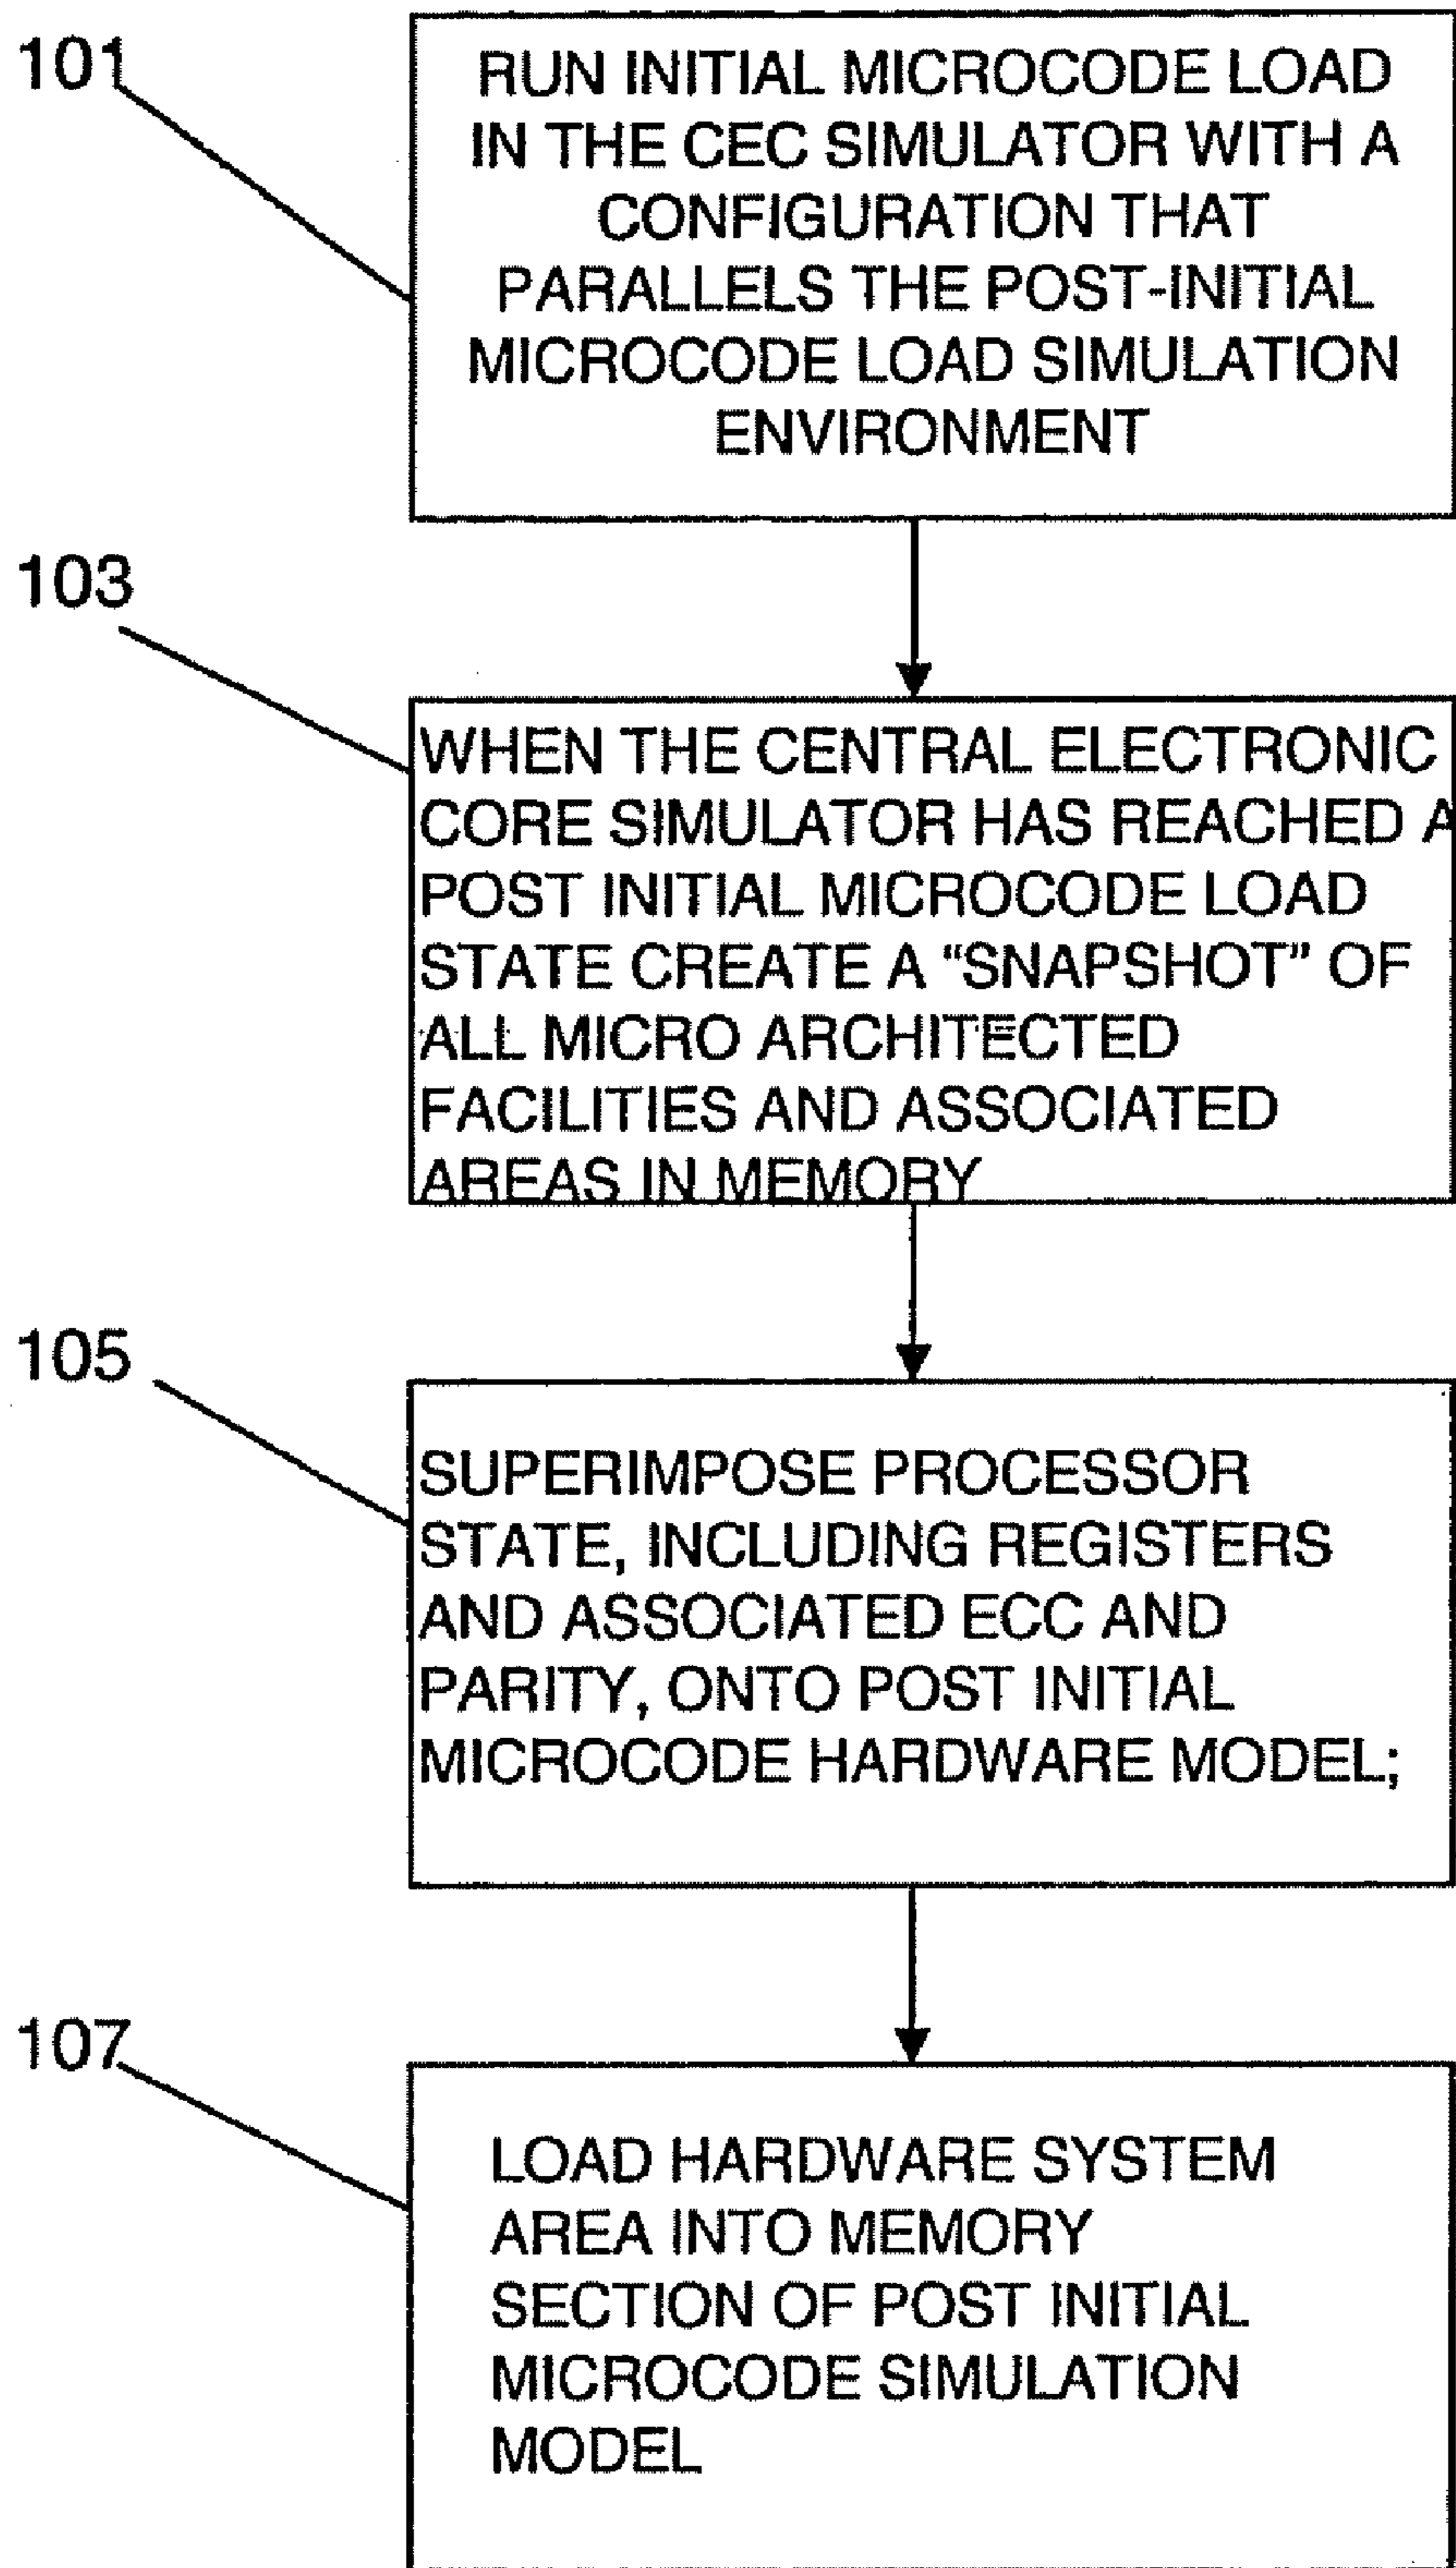 101
RUN INITIAL MICROCODE LOAD
IN THE CEC SIMULATOR WITH A
CONFIGURATION THAT
PARALLELS THE POST-INITIAL
MICROCODE LOAD SIMULATION
ENVIRONMENT
103
WHEN THE CENTRAL ELECTRONIC
CORE SIMULATOR HAS REACHED A
POST INITIAL MICROCODE LOAD
STATE CREATE A “SNAPSHOT” OF
ALL MICRO ARCHITECTED
FACILITIES AND ASSOCIATED
AREAS IN MEMORY
105
SUPERIMPOSE PROCESSOR
STATE, INCLUDING REGISTERS
AND ASSOCIATED ECC AND
PARITY, ONTO POST INITIAL
MICROCODE HARDWARE MODEL;
107
LOAD HARDWARE SYSTEM
AREA INTO MEMORY
SECTION OF POST INITIAL
MICROCODE SIMULATION
MODEL